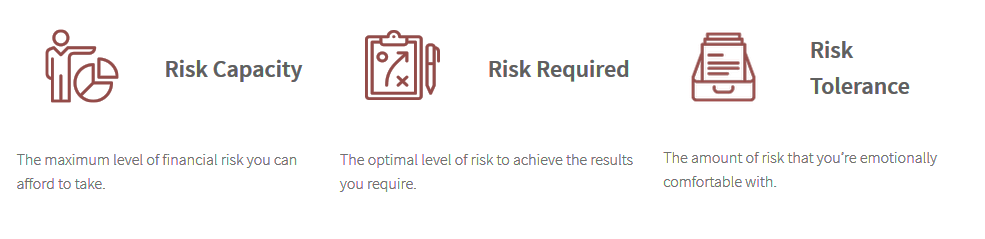 Risk Capacity
The maximum level of financial risk you can
afford to take.
Risk Required
The optimal level of risk to achieve the results
you require.
Risk
Tolerance
The amount of risk that you’re emotionally
comfortable with.